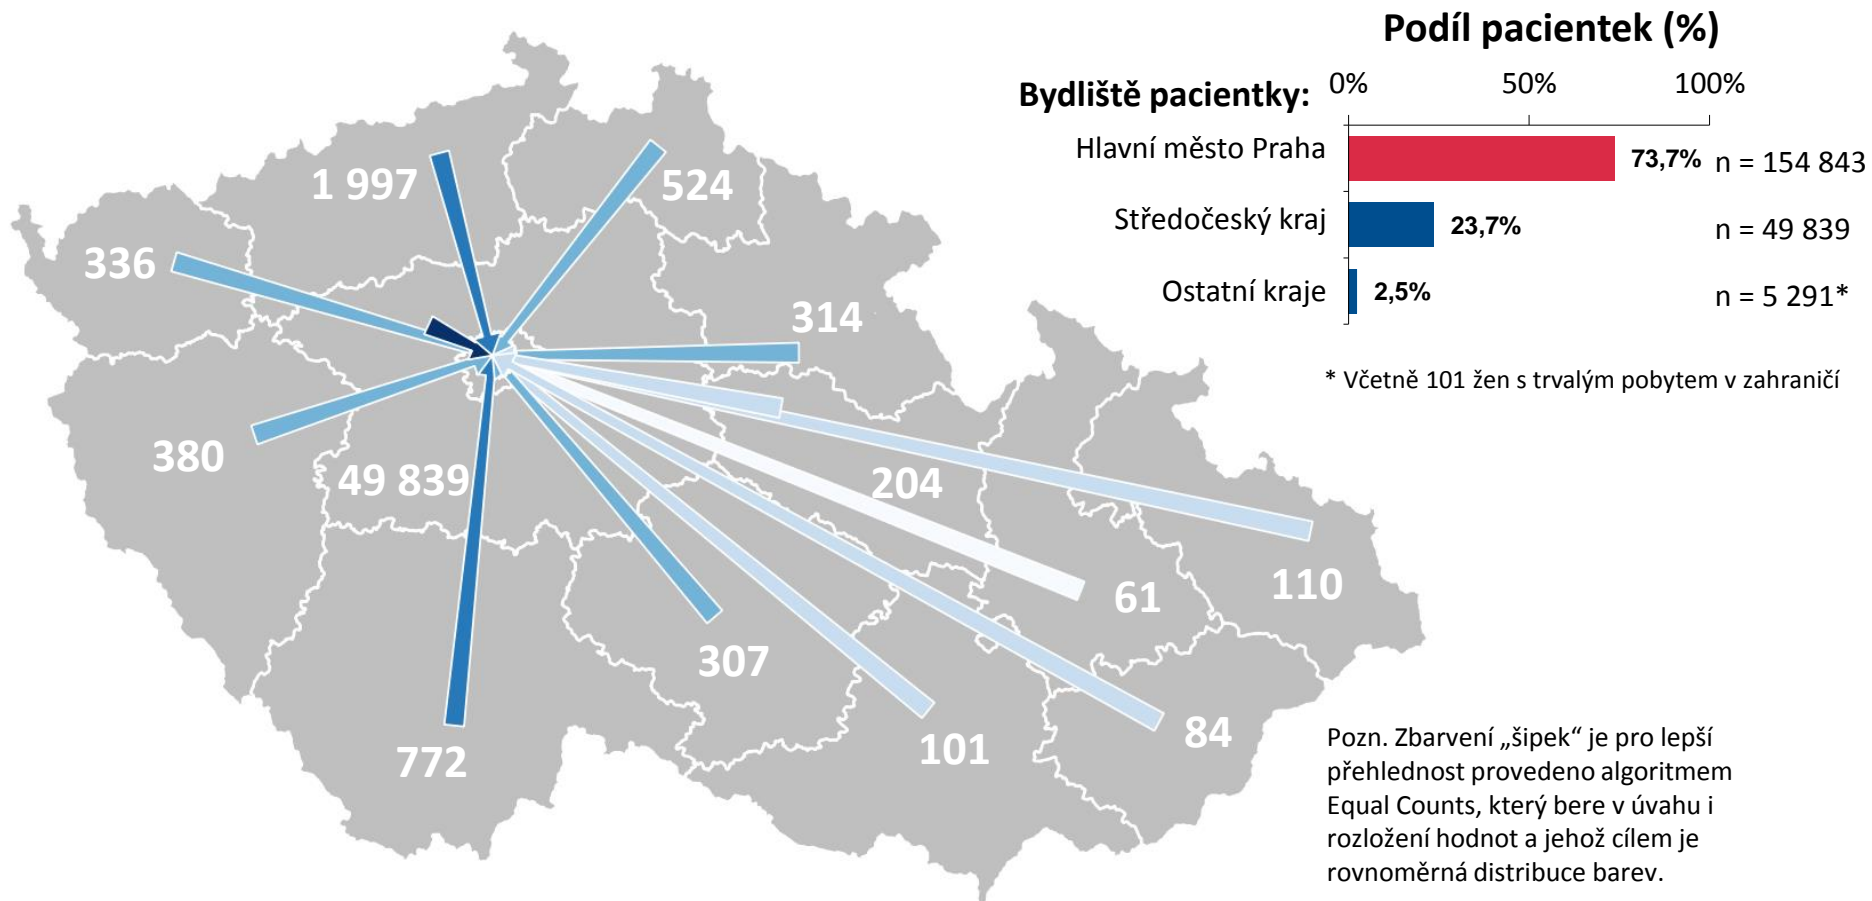 Podíl pacientek (%)
Bydliště pacientky:
0% 50% 100%
Hlavní město Praha 73,7% n = 154 843
Středočeský kraj 23,7% n = 49 839
Ostatní kraje 2,5% n = 5 291*
* Včetně 101 žen s trvalým pobytem v zahraničí
1 997
524
336
314
380
49 839
204
110
61
307
84
101
772
Pozn. Zbarvení „šipek“ je pro lepší
přehlednost provedeno algoritmem
Equal Counts, který bere v úvahu i
rozložení hodnot a jehož cílem je
rovnoměrná distribuce barev.